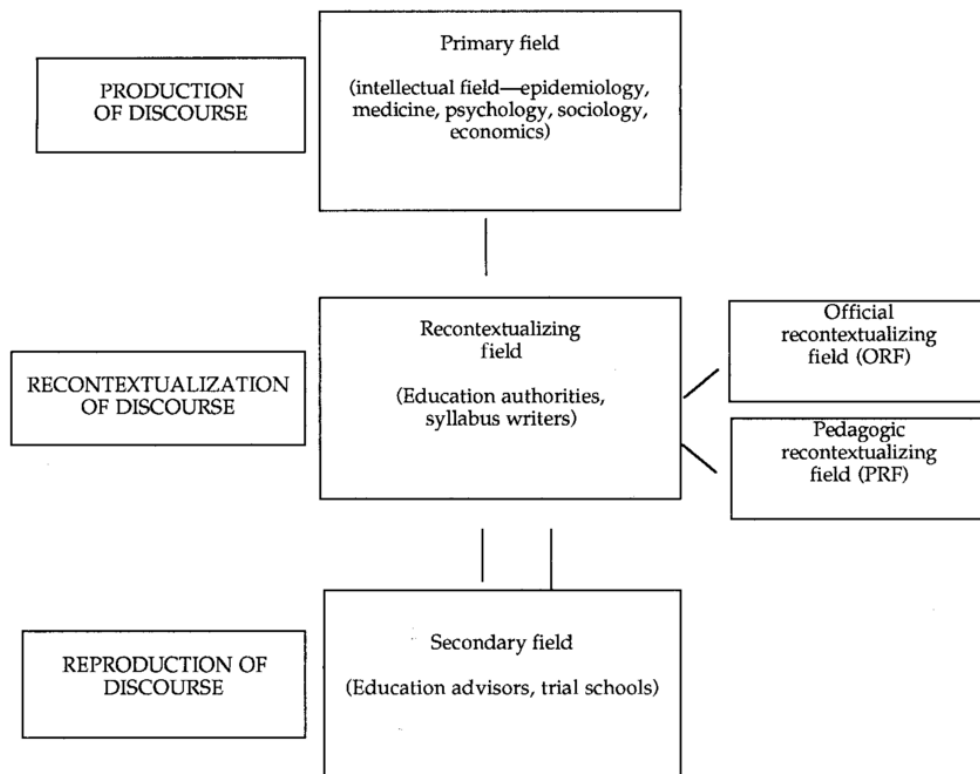 PRODUCTION
OF DISCOURSE
Primary field
(intellectual field—epidemiology,
medicine, psychology, sociology,
economics)
RECONTEXTUALIZATION
OF DISCOURSE
Recontextualizing
field
(Education authorities,
syllabus writers)
Official
recontextualizing
field (ORF)
Pedagogic
recontextualizing
field (PRF)
REPRODUCTION OF
DISCOURSE
Secondary field
(Education advisors, trial schools)